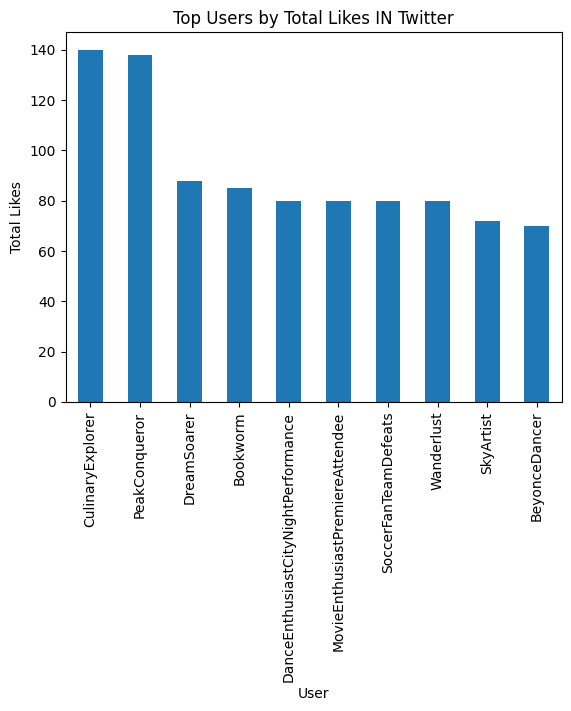 Top Users by Total Likes IN Twitter
Total Likes
140
120
100
80
60
40
20
0
CulinaryExplorer
PeakConqueror
DreamSoarer
Bookworm
DanceEnthusiastCityNightPerformance
MovieEnthusiastPremiereAttendee
SoccerFanTeamDefeats
Wanderlust
SkyArtist
BeyonceDancer
User